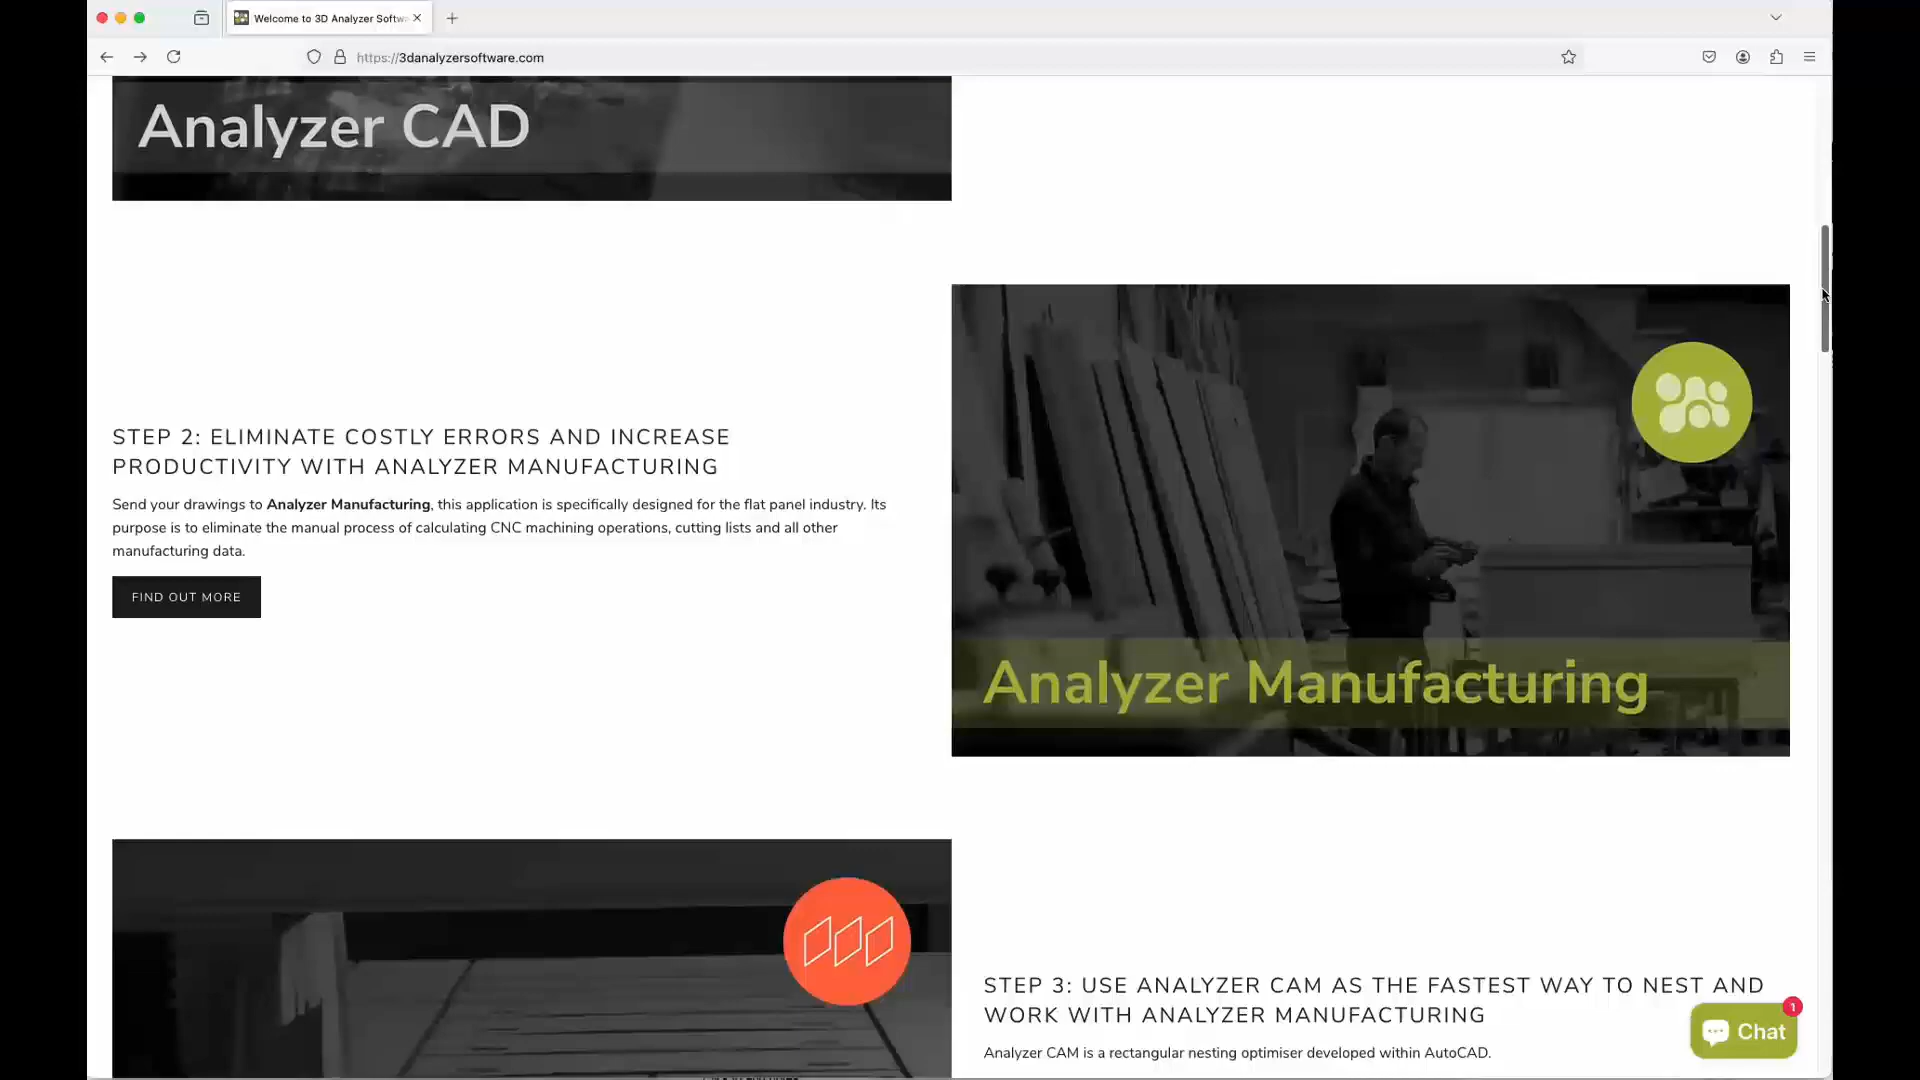 Welcome to 3D Analyzer Softw
https://3danalyzersoftware.com
Analyzer CAD
STEP 2: ELIMINATE COSTLY ERRORS AND INCREASE
PRODUCTIVITY WITH ANALYZER MANUFACTURING
Send your drawings to Analyzer Manufacturing, this application is specifically designed for the flat panel industry. Its
purpose is to eliminate the manual process of calculating CNC machining operations, cutting lists and all other
manufacturing data.
FIND OUT MORE
Analyzer Manufacturing
STEP 3: USE ANALYZER CAM AS THE FASTEST WAY TO NEST AND
WORK WITH ANALYZER MANUFACTURING
Analyzer CAM is a rectangular nesting optimiser developed within AutoCAD.
1
Chat